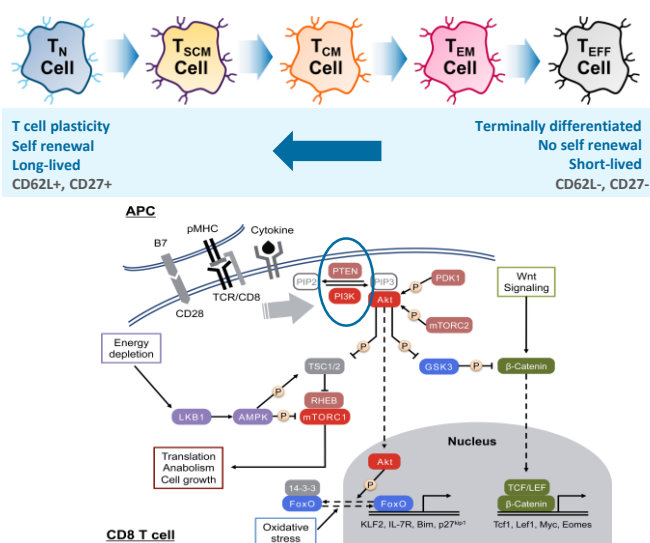 TN Cell
TSCM Cell
TCM Cell
TEM Cell
TEFF Cell
T cell plasticity
Self renewal
Long-lived
CD62L+, CD27+
Terminally differentiated
No self renewal
Short-lived
CD62L-, CD27-
APC
B7
pMHC
Cytokine
CD28
TCR/CD8
PIP2
PTEN
PI3K
PIP3
Akt
PDK1
P
mTORC2
P
Wnt
Signaling
Energy
depletion
P
P
TSC1/2
GSK3
P
β-Catenin
P
LKB1
AMPK
P
RHEB
mTORC1
Nucleus
Translation
Anabolism
Cell growth
Akt
P
14-3-3
FoxO
FoxO
TCF/LEF
β-Catenin
KLF2, IL-7R, Bim, p27kip1
Tcf1, Lef1, Myc, Eomes
Oxidative
stress
CD8 T cell